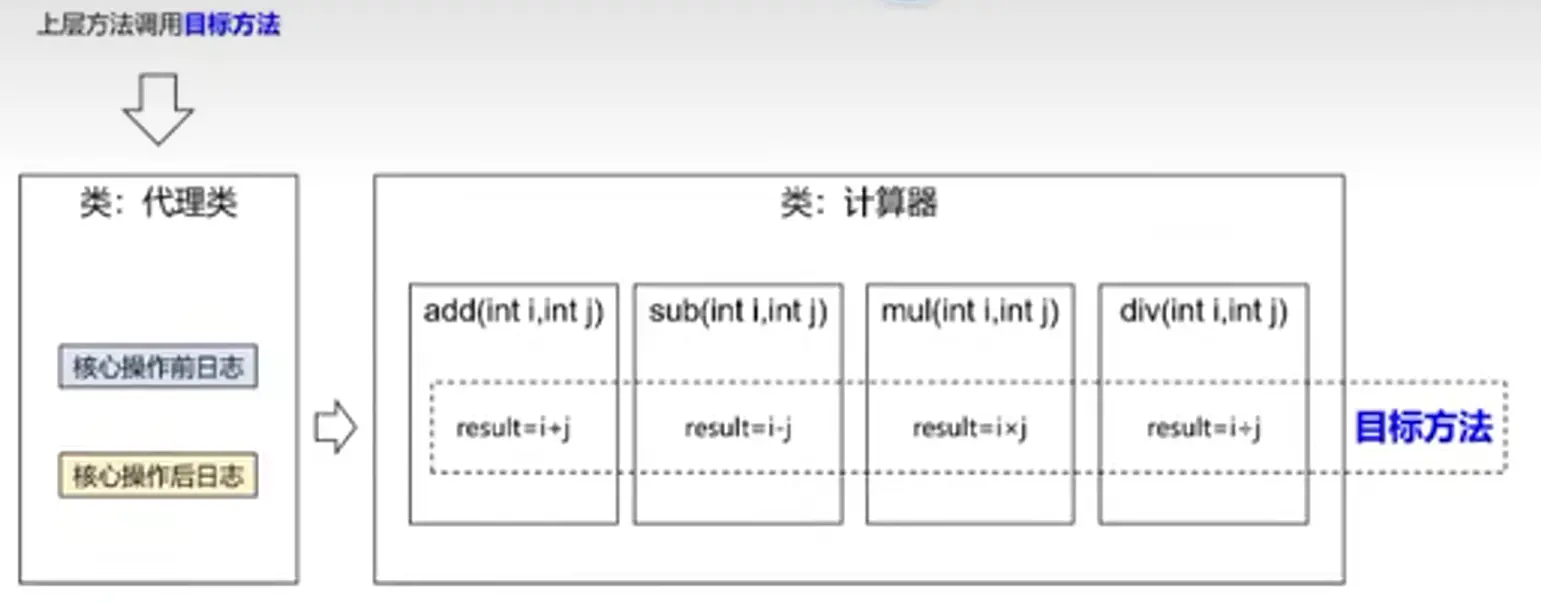 上层方法调用目标方法
类：代理类
核心操作前日志
核心操作后日志
类：计算器
add(int i,int j)
sub(int i,int j)
mul(int i,int j)
div(int i,int j)
result=i+j
result=i-j
result=i×j
result=i÷j
目标方法